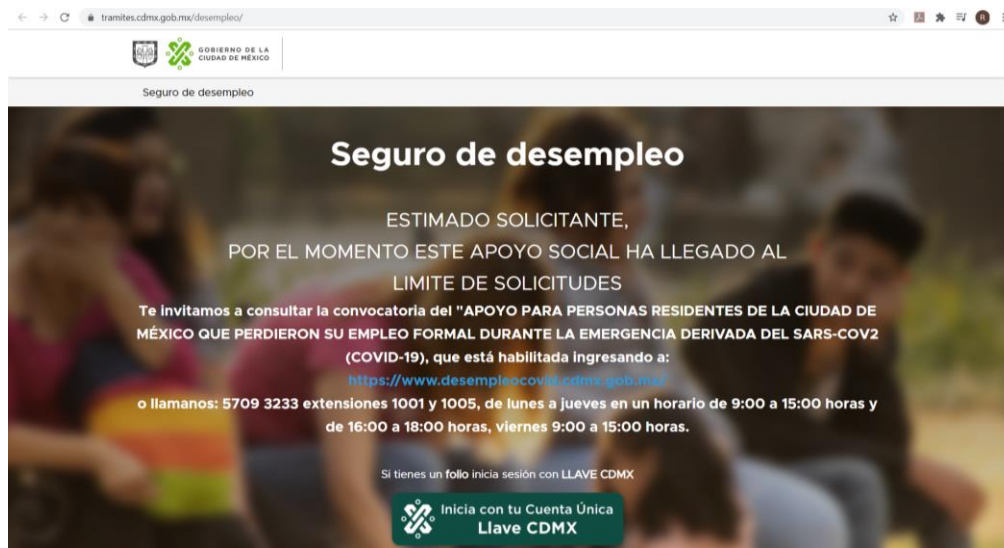 tramites.cdmx.gob.mx/desempleo/
R
GOBIERNO DE LA
CIUDAD DE MÉXICO
Seguro de desempleo
Seguro de desempleo
ESTIMADO SOLICITANTE,
POR EL MOMENTO ESTE APOYO SOCIAL HA LLEGADO AL
LIMITE DE SOLICITUDES
Te invitamos a consultar la convocatoria del "APOYO PARA PERSONAS RESIDENTES DE LA CIUDAD DE
MÉXICO QUE PERDIERON SU EMPLEO FORMAL DURANTE LA EMERGENCIA DERIVADA DEL SARS-COV2
(COVID-19), que está habilitada ingresando a:
https://www.desempleocovid.cdmx.gob.mx/
o llamanos: 5709 3233 extensiones 1001 y 1005, de lunes a jueves en un horario de 9:00 a 15:00 horas y
de 16:00 a 18:00 horas, viernes 9:00 a 15:00 horas.
Si tienes un folio inicia sesión con LLAVE CDMX
Inicia con tu Cuenta Única
Llave CDMX